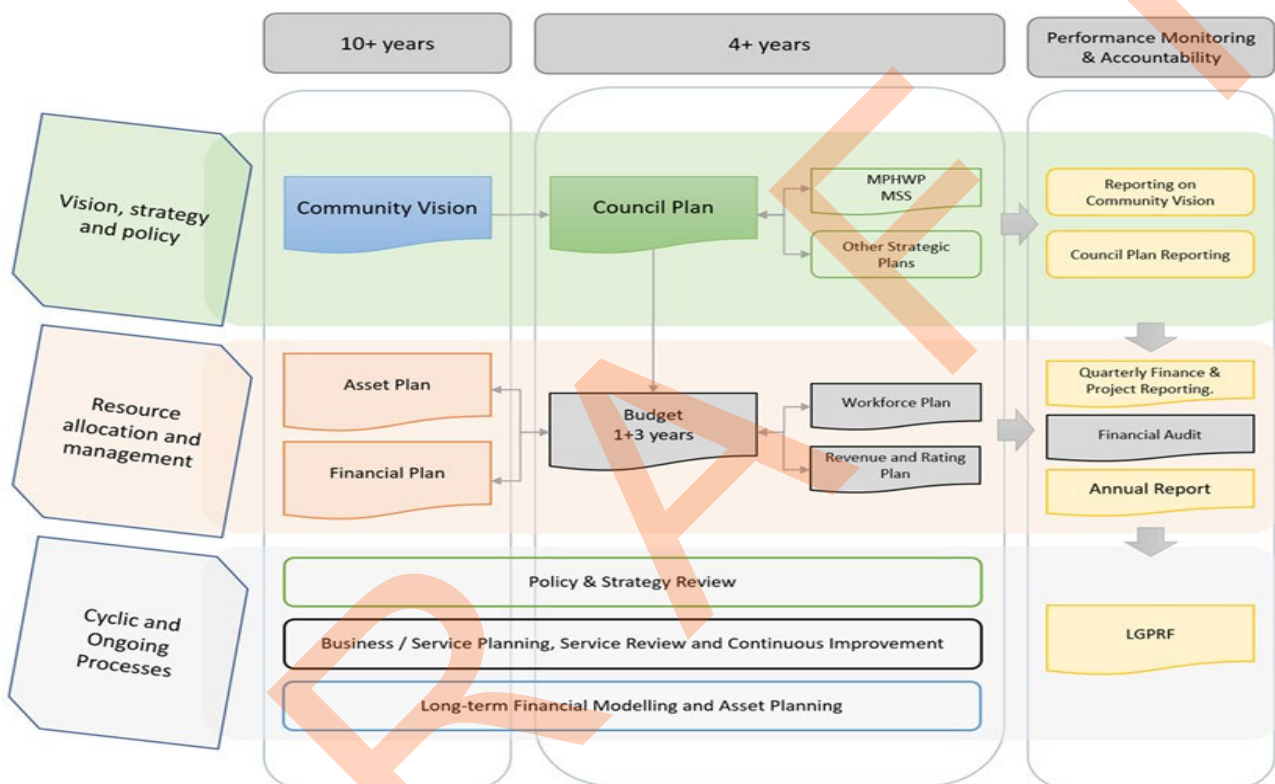 10+ years
4+ years
Performance Monitoring
& Accountability
Vision, strategy
and policy
Community Vision
Council Plan
MPHWP
MSS
Other Strategic
Plans
Reporting on
Community Vision
Council Plan Reporting
Resource
allocation and
management
Asset Plan
Financial Plan
Budget
1+3 years
Workforce Plan
Revenue and Rating
Plan
Quarterly Finance &
Project Reporting.
Financial Audit
Annual Report
Cyclic and
Ongoing
Processes
Policy & Strategy Review
Business / Service Planning, Service Review and Continuous Improvement
Long-term Financial Modelling and Asset Planning
LGPRF
RAF